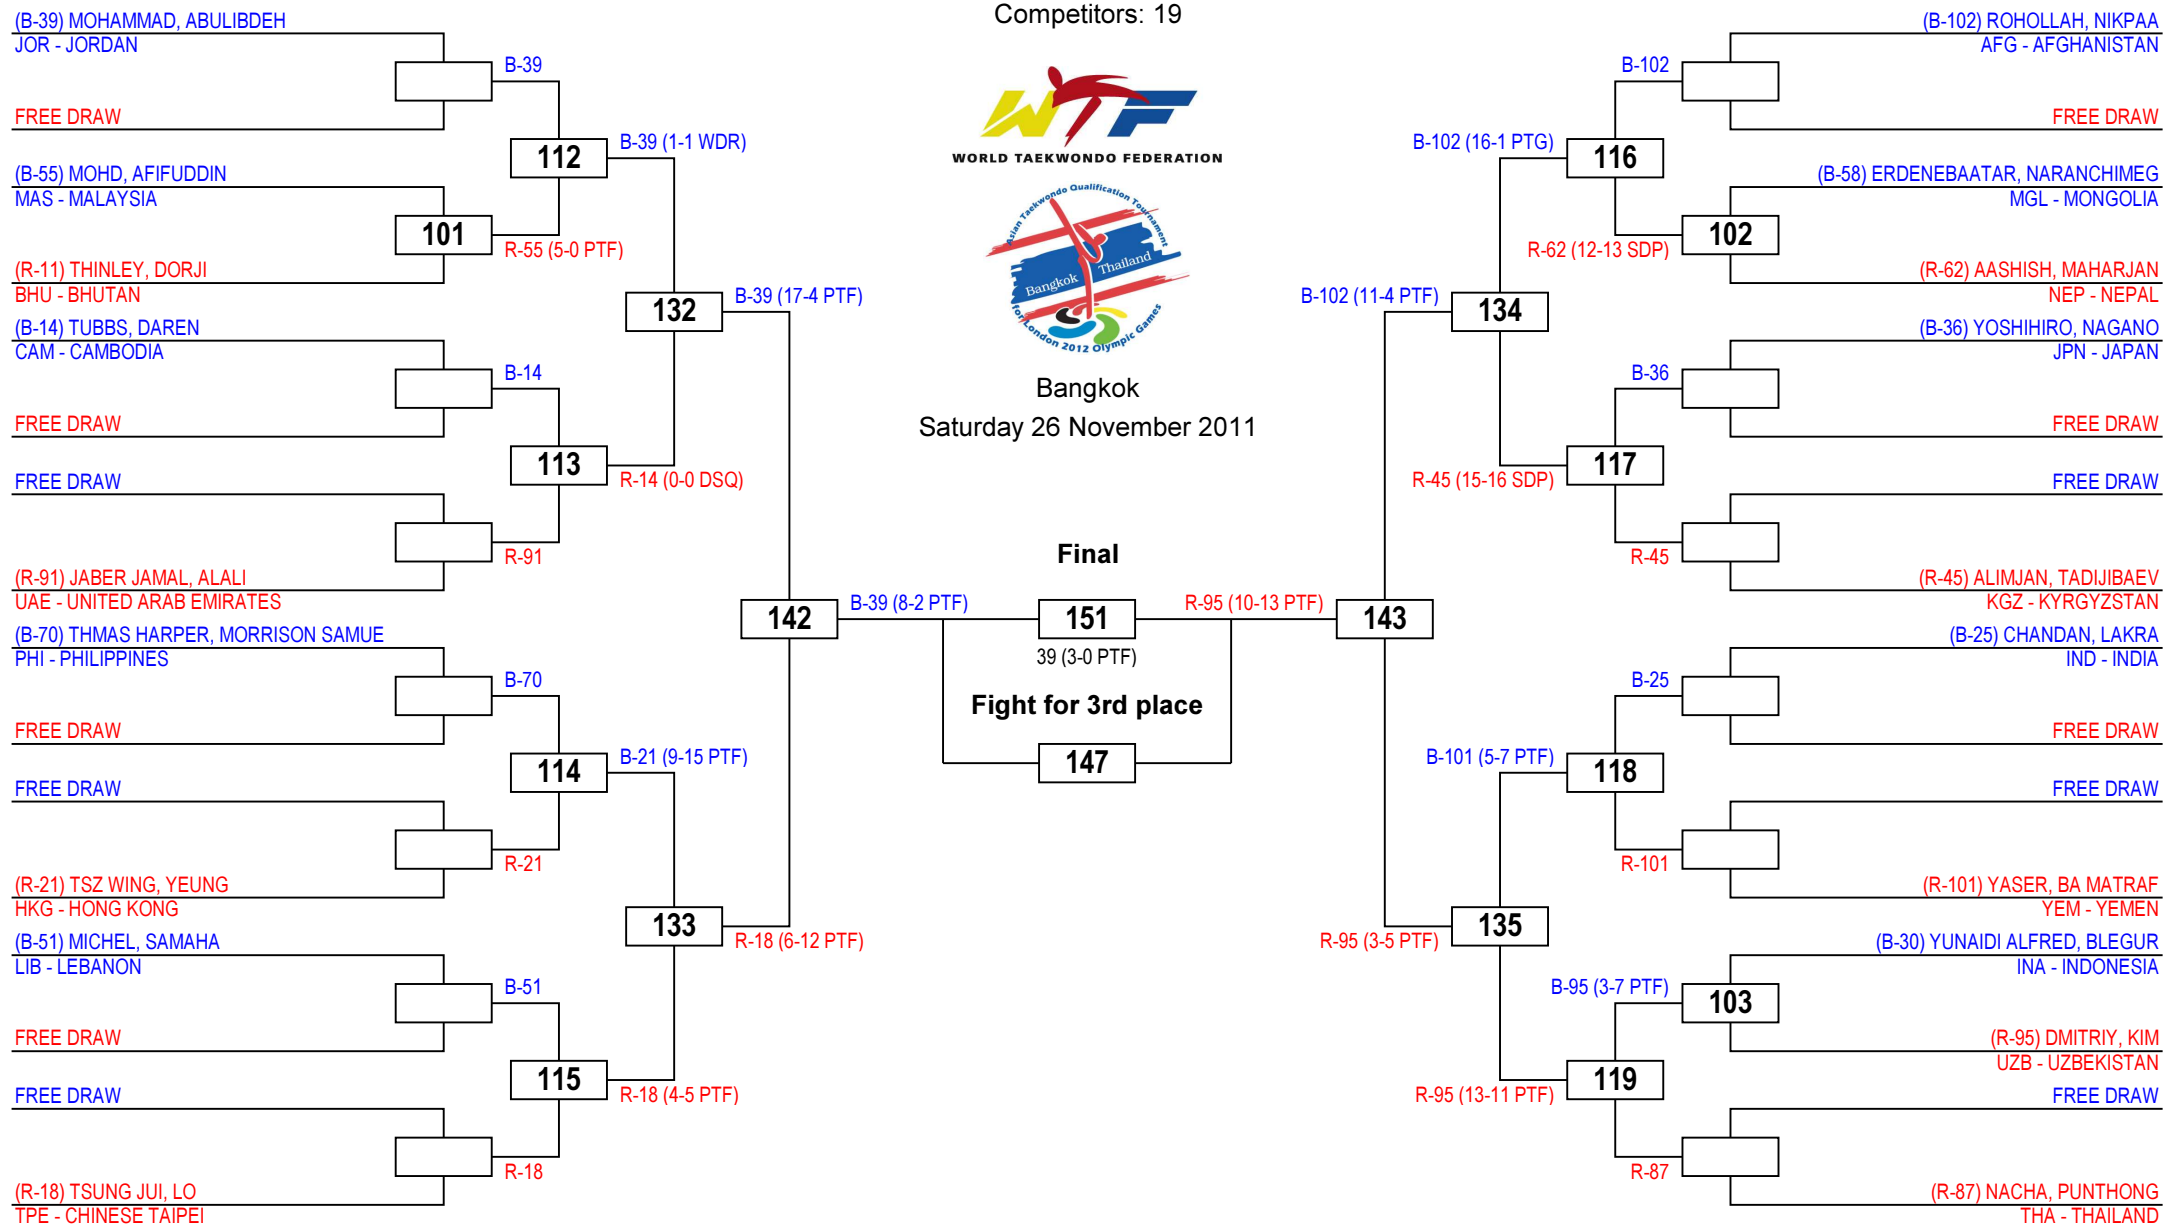 Competitors: 19
WTF
WORLD TAEKWONDO FEDERATION
Asian Taekwondo Qualification Tournament
Bangkok Thailand
for London 2012 Olympic Games
Bangkok
Saturday 26 November 2011
(B-39) MOHAMMAD, ABULIBDEH
JOR - JORDAN
B-39
FREE DRAW
112
B-39 (1-1 WDR)
(B-55) MOHD, AFIFUDDIN
MAS - MALAYSIA
101
R-55 (5-0 PTF)
(R-11) THINLEY, DORJI
BHU - BHUTAN
132
B-39 (17-4 PTF)
(B-14) TUBBS, DAREN
CAM - CAMBODIA
B-14
FREE DRAW
113
R-14 (0-0 DSQ)
FREE DRAW
R-91
(R-91) JABER JAMAL, ALALI
UAE - UNITED ARAB EMIRATES
142
B-39 (8-2 PTF)
(B-70) THMAS HARPER, MORRISON SAMUE
PHI - PHILIPPINES
B-70
FREE DRAW
114
B-21 (9-15 PTF)
FREE DRAW
R-21
(R-21) TSZ WING, YEUNG
HKG - HONG KONG
133
R-18 (6-12 PTF)
(B-51) MICHEL, SAMAHA
LIB - LEBANON
B-51
FREE DRAW
115
R-18 (4-5 PTF)
FREE DRAW
R-18
(R-18) TSUNG JUI, LO
TPE - CHINESE TAIPEI
Final
151
39 (3-0 PTF)
Fight for 3rd place
147
(B-102) ROHOLLAH, NIKPAA
AFG - AFGHANISTAN
B-102
FREE DRAW
B-102 (16-1 PTG)
116
(B-58) ERDENEBAATAR, NARANCHIMEG
MGL - MONGOLIA
102
R-62 (12-13 SDP)
(R-62) AASHISH, MAHARJAN
NEP - NEPAL
B-102 (11-4 PTF)
134
(B-36) YOSHIHIRO, NAGANO
JPN - JAPAN
B-36
FREE DRAW
117
R-45 (15-16 SDP)
FREE DRAW
R-45
(R-45) ALIMJAN, TADIJIBAEV
KGZ - KYRGYZSTAN
R-95 (10-13 PTF)
143
(B-25) CHANDAN, LAKRA
IND - INDIA
B-25
FREE DRAW
B-101 (5-7 PTF)
118
FREE DRAW
R-101
(R-101) YASER, BA MATRAF
YEM - YEMEN
135
R-95 (3-5 PTF)
(B-30) YUNAIDI ALFRED, BLEGUR
INA - INDONESIA
B-95 (3-7 PTF)
103
(R-95) DMITRIY, KIM
UZB - UZBEKISTAN
119
R-95 (13-11 PTF)
FREE DRAW
R-87
(R-87) NACHA, PUNTHONG
THA - THAILAND